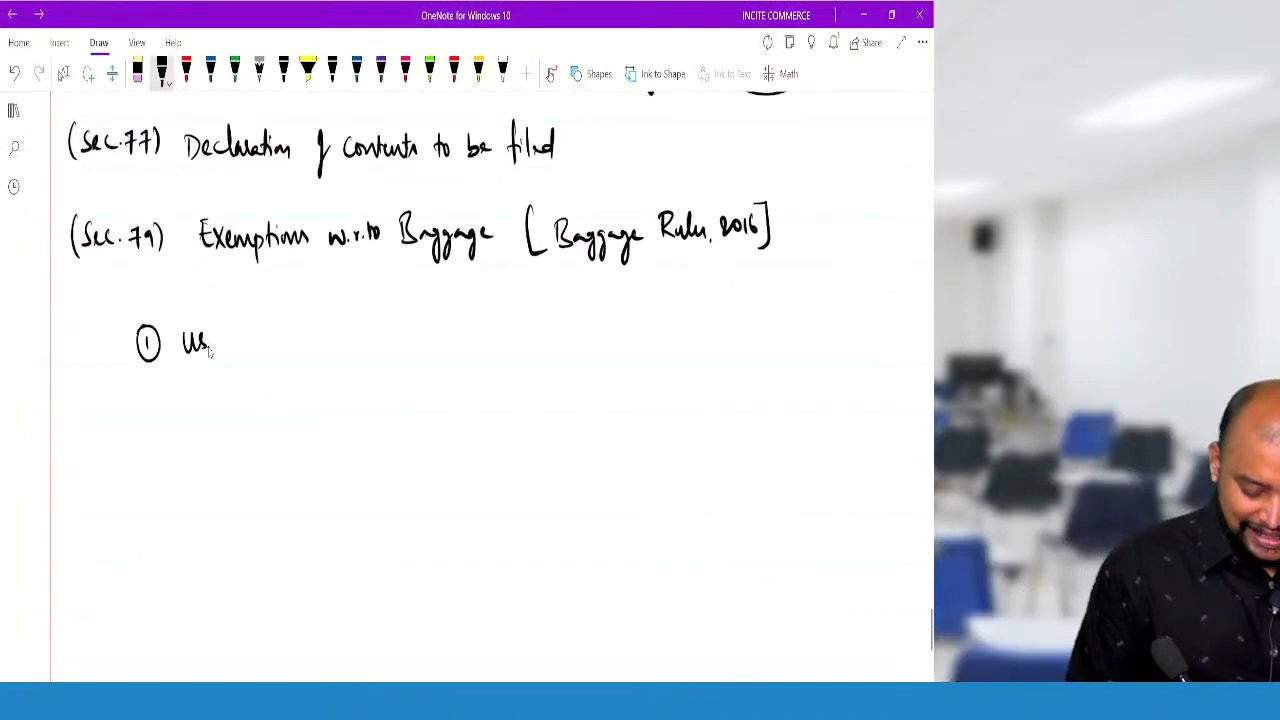 OneNote for Windows 10
INCITE COMMERCE
Home Insert Draw View Help
Share
Shapes Ink to Shape Ink to Text Math
(Sec.77) Declaration of contents to be filed
(Sec.79) Exemptions w.r.to Baggage [Baggage Rules, 2016]
① us